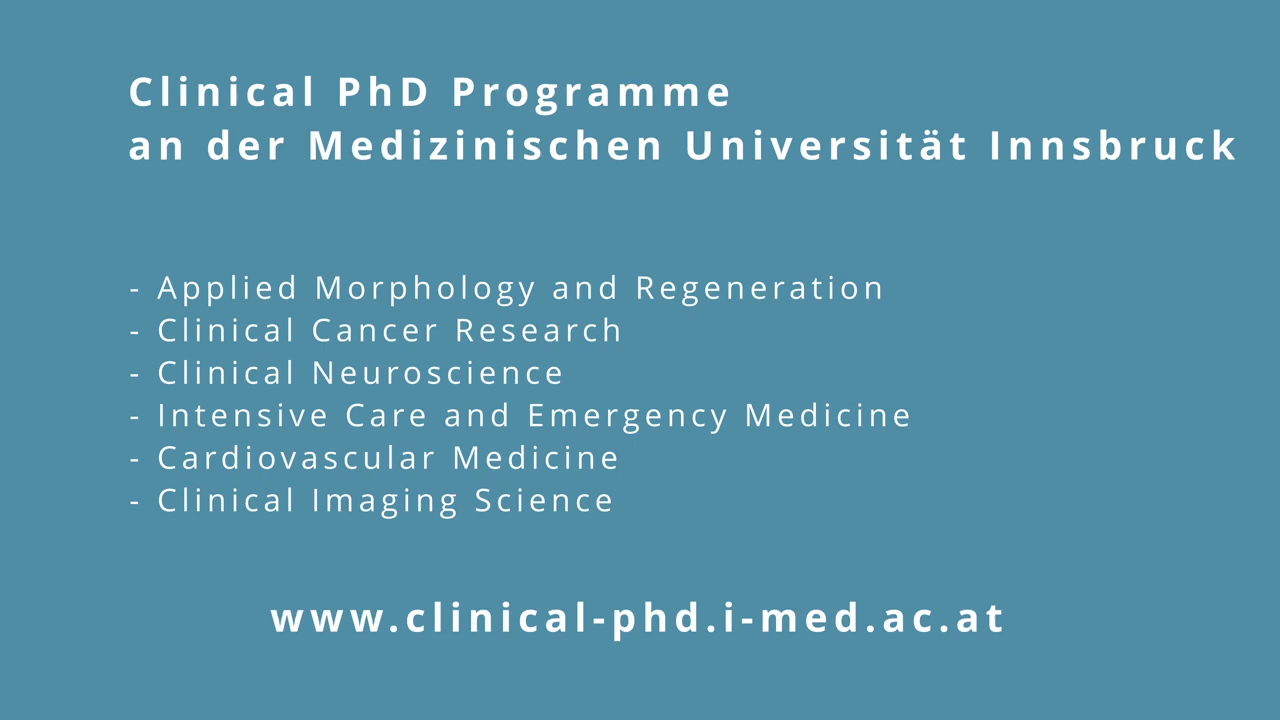 Clinical PhD Programme
an der Medizinischen Universität Innsbruck
- Applied Morphology and Regeneration
- Clinical Cancer Research
- Clinical Neuroscience
- Intensive Care and Emergency Medicine
- Cardiovascular Medicine
- Clinical Imaging Science
www.clinical-phd.i-med.ac.at